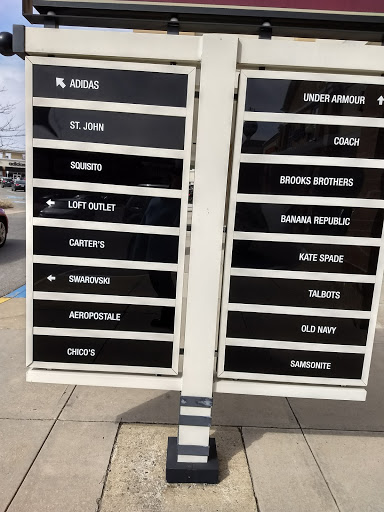 ADIDAS
ST. JOHN
SQUISITO
LOFT OUTLET
CARTER'S
SWAROVSKI
AEROPOSTALE
CHICO'S
UNDER ARMOUR
COACH
BROOKS BROTHERS
BANANA REPUBLIC
KATE SPADE
TALBOTS
OLD NAVY
SAMSONITE